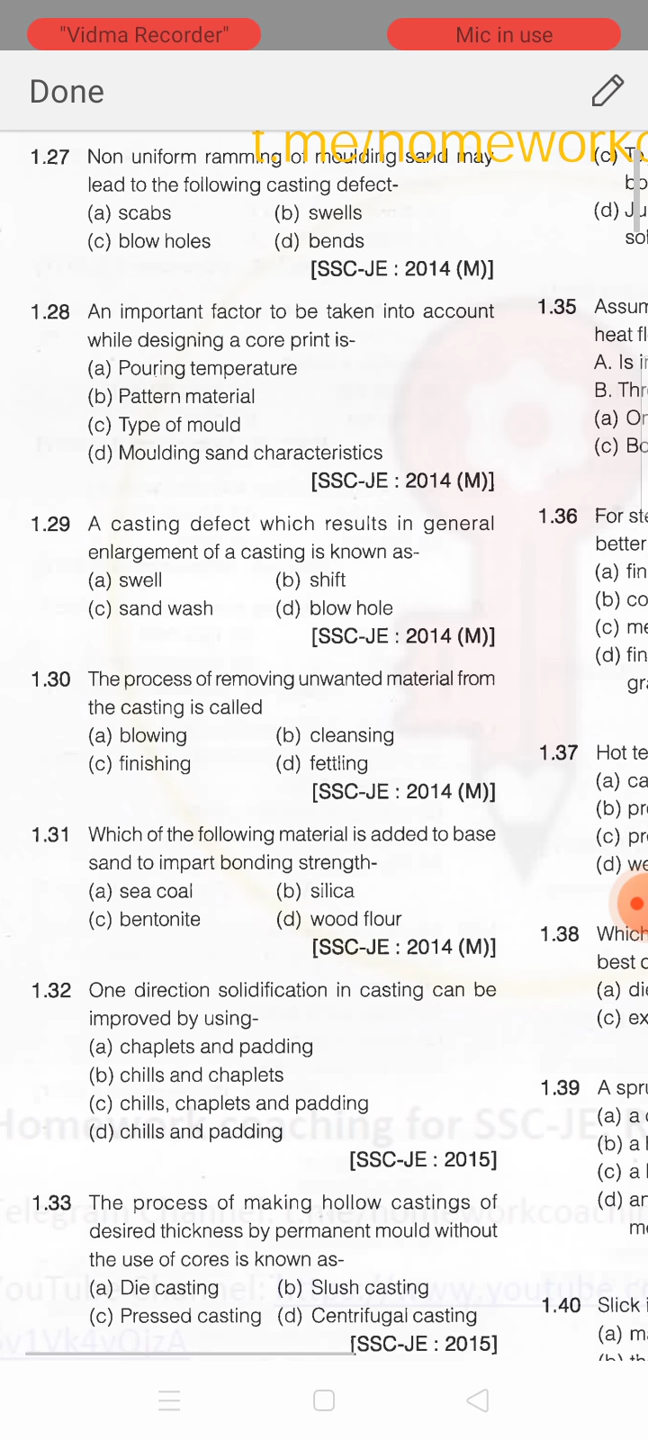 "Vidma Recorder"
Mic in use
Done
t.me/homework
1.27 Non uniform ramming of moulding sand may
lead to the following casting defect-
(a) scabs (b) swells
(c) blow holes (d) bends
[SSC-JE : 2014 (M)]
1.28 An important factor to be taken into account
while designing a core print is-
(a) Pouring temperature
(b) Pattern material
(c) Type of mould
(d) Moulding sand characteristics
[SSC-JE : 2014 (M)]
1.29 A casting defect which results in general
enlargement of a casting is known as-
(a) swell (b) shift
(c) sand wash (d) blow hole
[SSC-JE : 2014 (M)]
1.30 The process of removing unwanted material from
the casting is called
(a) blowing (b) cleansing
(c) finishing (d) fettling
[SSC-JE : 2014 (M)]
1.31 Which of the following material is added to base
sand to impart bonding strength-
(a) sea coal (b) silica
(c) bentonite (d) wood flour
[SSC-JE : 2014 (M)]
1.32 One direction solidification in casting can be
improved by using-
(a) chaplets and padding
(b) chills and chaplets
(c) chills, chaplets and padding
(d) chills and padding
[SSC-JE : 2015]
Homework coaching for SSC-JE
1.33 The process of making hollow castings of
desired thickness by permanent mould without
the use of cores is known as-
(a) Die casting (b) Slush casting
(c) Pressed casting (d) Centrifugal casting
[SSC-JE : 2015]
(c)
(d)
1.35
heat
A. Is
B.
(a)
(c)
1.36 For
better
(a)
(b)
(c)
(d)
1.37 Hot
(a)
(b)
(c)
(d)
1.38 Which
best
(a)
(c)
1.39 A
(a) a
(b) a
(c) a
(d)
1.40 Slick
(a)